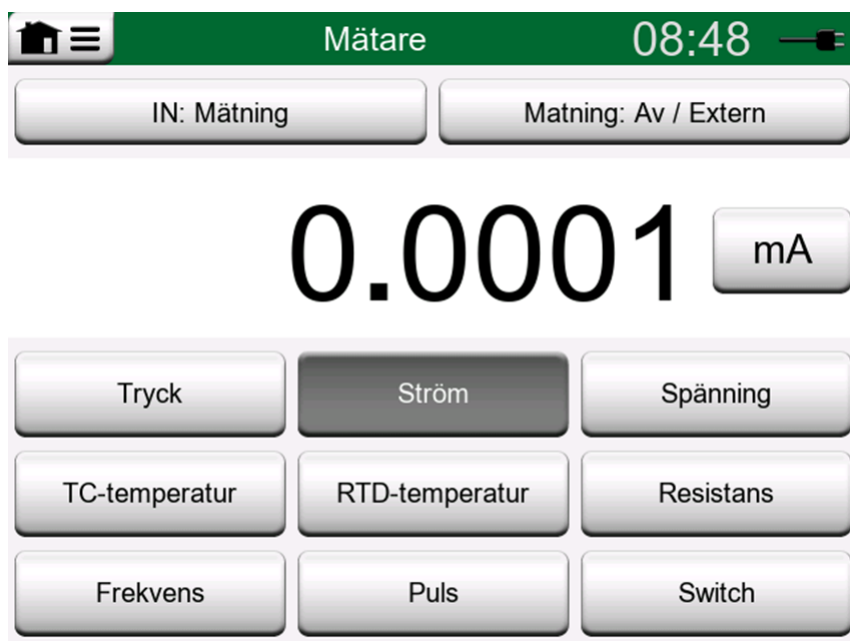 Mätare 08:48
IN: Mätning Matning: Av / Extern
0.0001 mA
Tryck Ström Spänning
TC-temperatur RTD-temperatur Resistans
Frekvens Puls Switch